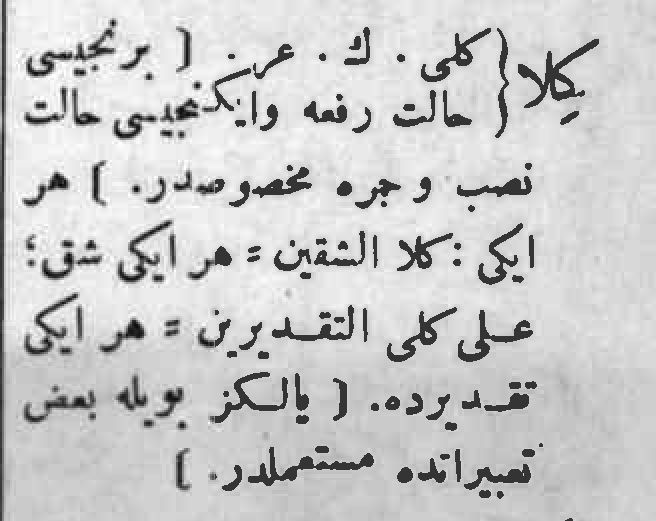 كِلا } كلى . ك . عر . [ برنجيسى
حالت رفعه وايكنجيسى حالت
نصب و جره مخصوصدر. ] هر
ايكى : كلا الشقين = هر ايكى شق؛
على كلى التقديرين = هر ايكى
تقديرده. [ يالكز بويله بعض
تعبيراتده مستعملدر. ]